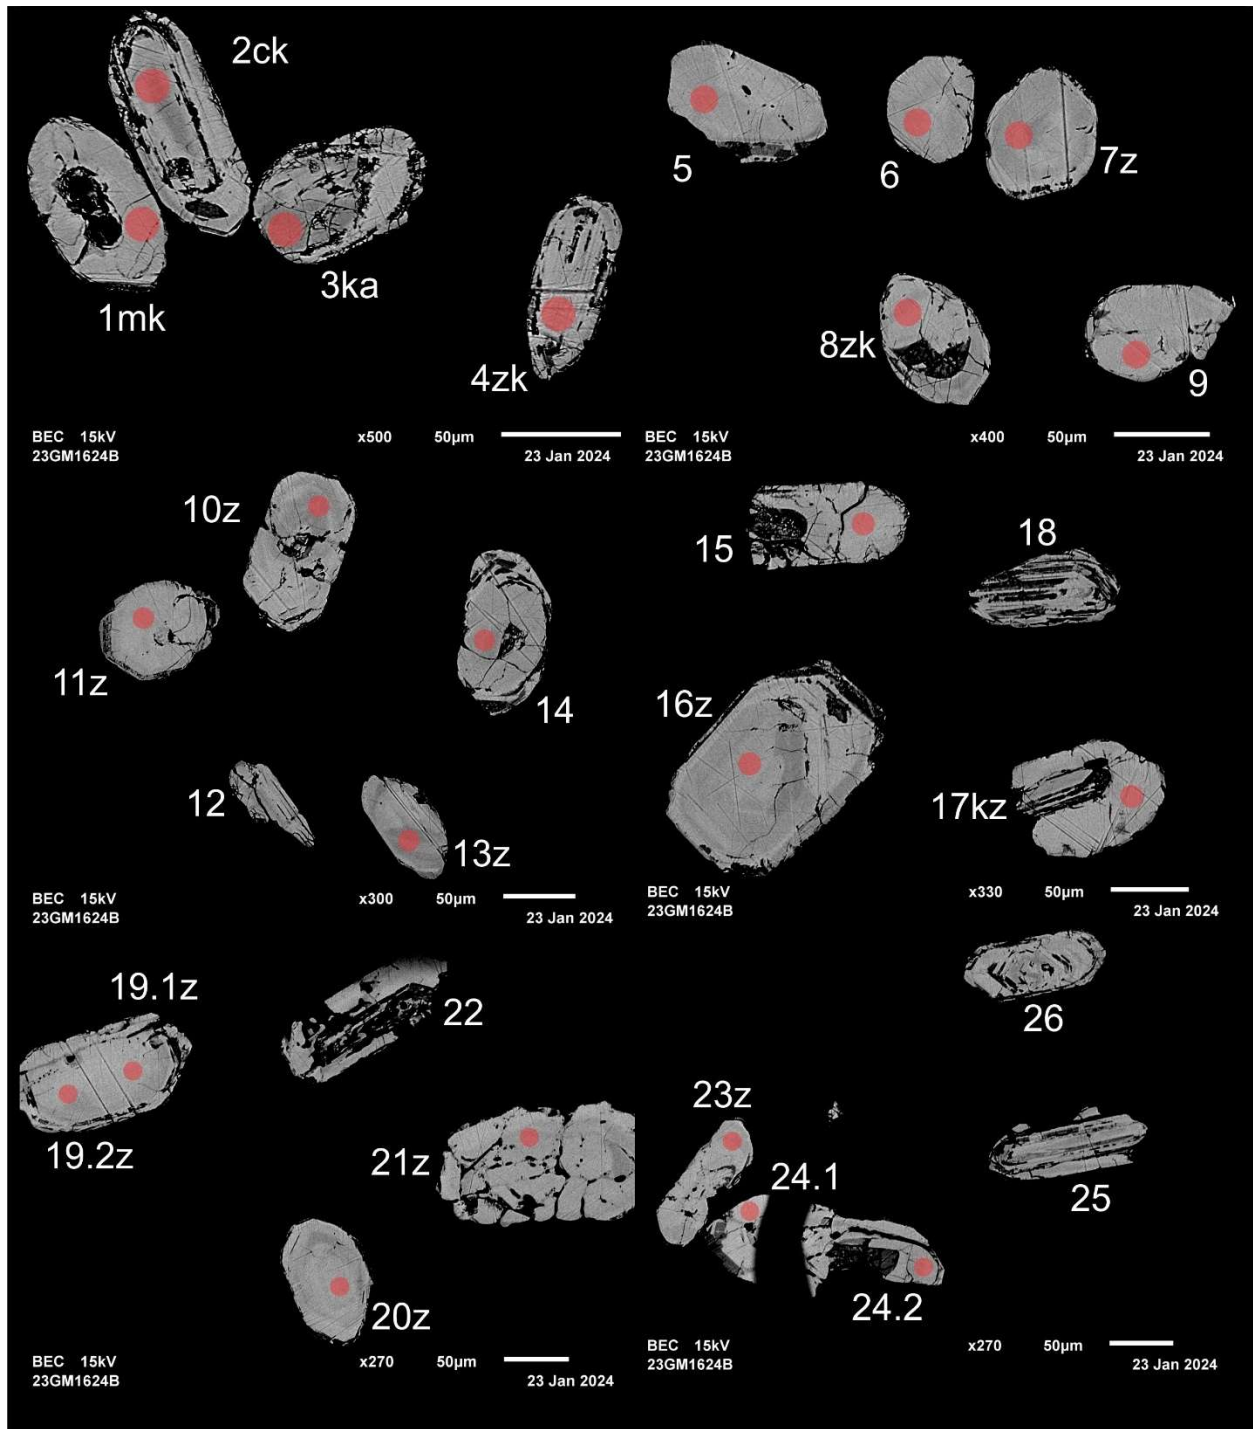 2ck
1mk
3ka
4zk
BEC 15kV x500 50µm
23GM1624B 23 Jan 2024
5
6
7z
8zk
9
BEC 15kV x400 50µm
23GM1624B 23 Jan 2024
10z
11z
14
12
13z
BEC 15kV x300 50µm
23GM1624B 23 Jan 2024
15
18
16z
17kz
BEC 15kV x330 50µm
23GM1624B 23 Jan 2024
19.1z
22
19.2z
21z
20z
BEC 15kV x270 50µm
23GM1624B 23 Jan 2024
26
23z
24.1
25
24.2
BEC 15kV x270 50µm
23GM1624B 23 Jan 2024